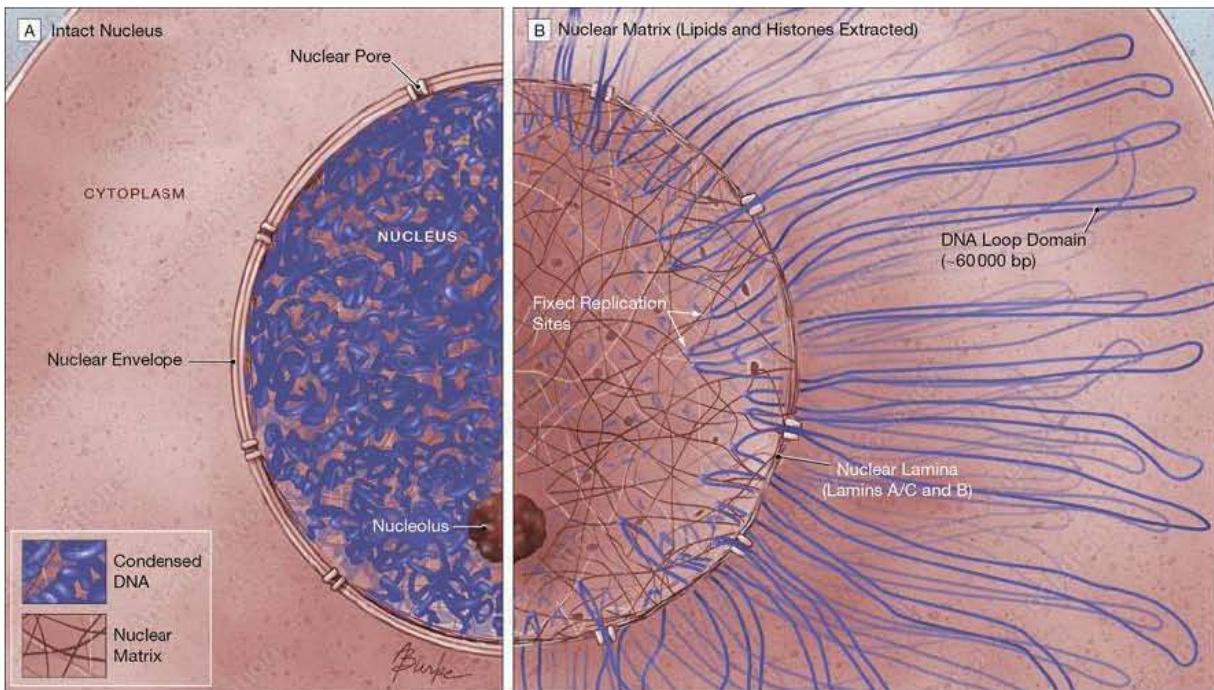 A Intact Nucleus
Nuclear Pore
CYTOPLASM
NUCLEUS
Nuclear Envelope
Nucleolus
Condensed
DNA
Nuclear
Matrix
B Nuclear Matrix (Lipids and Histones Extracted)
DNA Loop Domain
(~60 000 bp)
Fixed Replication
Sites
Nuclear Lamina
(Lamins A/C and B)